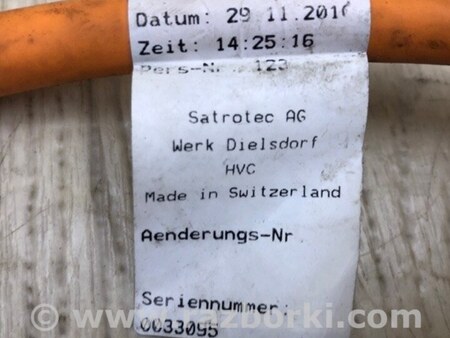 Datum: 29 11.2016
Zeit: 14:25:16
Pers-Nr. 123
Satrotec AG
Werk Dielsdorf
HVC
Made in Switzerland
Aenderungs-Nr
Seriennummer:
0033095
© www.razborki.com